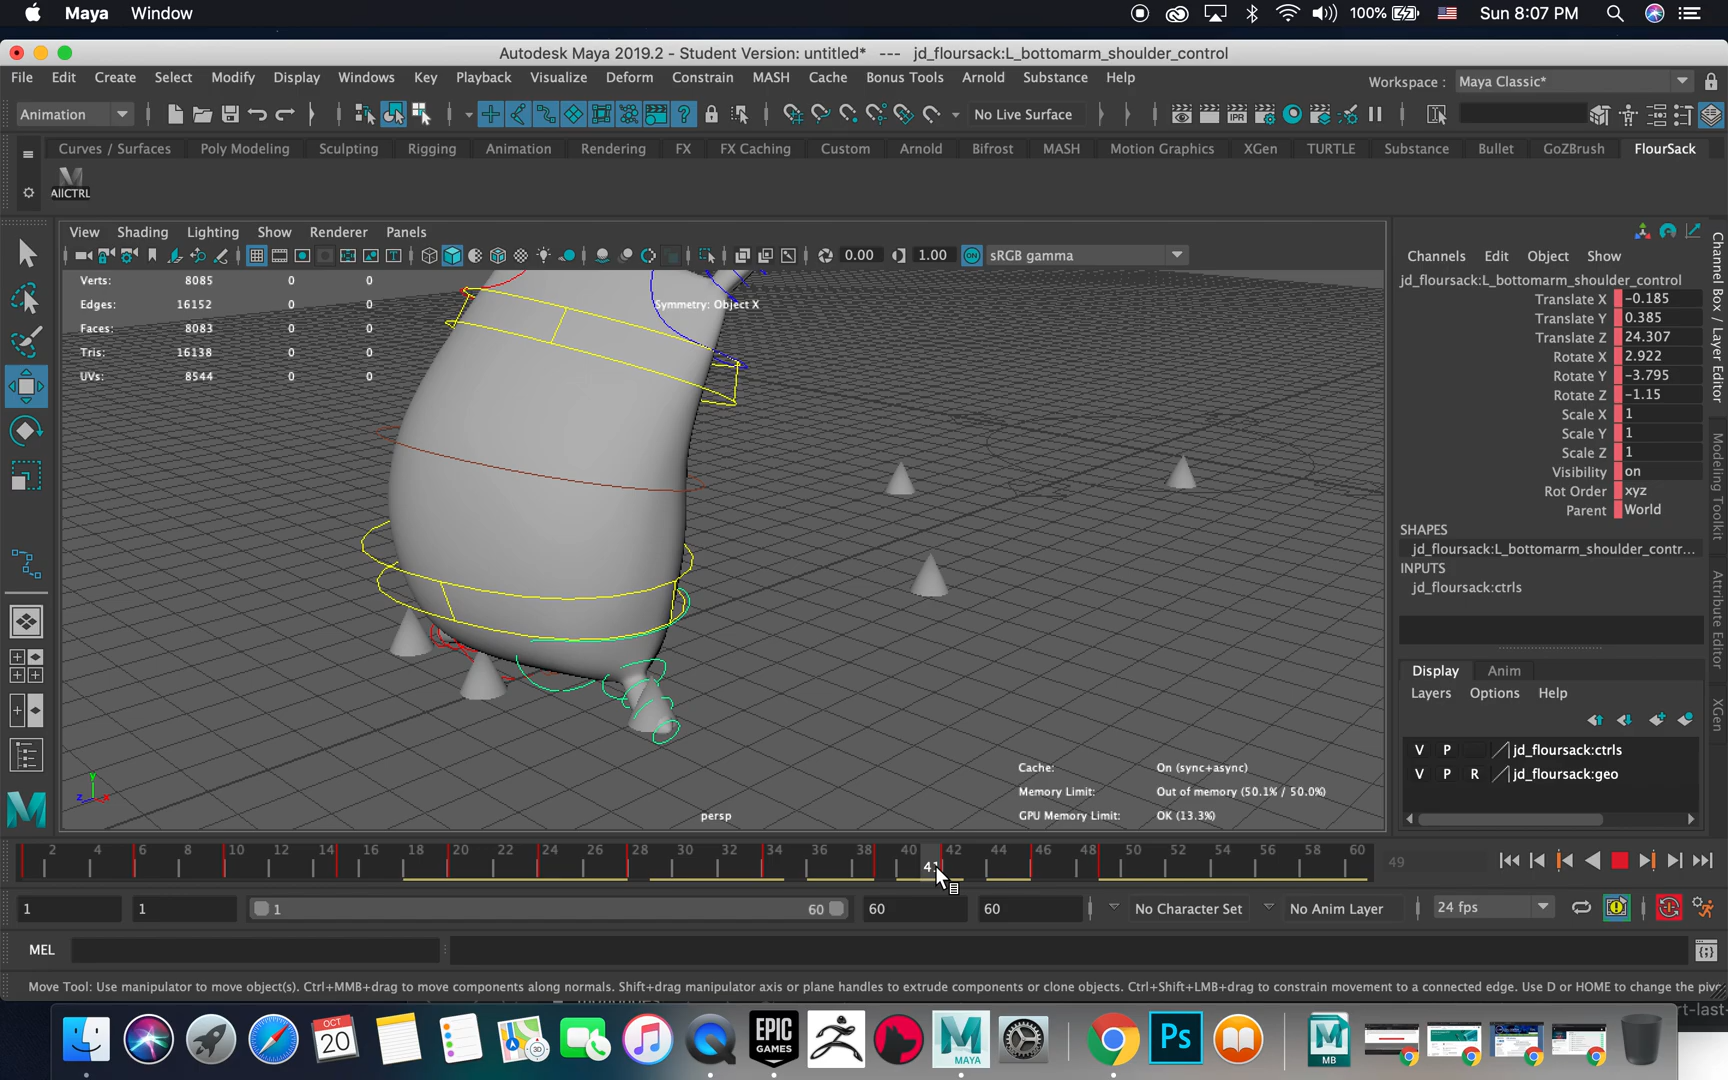 Maya Window 100% Sun 8:07 PM
Autodesk Maya 2019.2 - Student Version: untitled* --- jd_floursack:L_bottomarm_shoulder_control
File Edit Create Select Modify Display Windows Key Playback Visualize Deform Constrain MASH Cache Bonus Tools Arnold Substance Help Workspace : Maya Classic*
Animation No Live Surface IPR
Curves / Surfaces Poly Modeling Sculpting Rigging Animation Rendering FX FX Caching Custom Arnold Bifrost MASH Motion Graphics XGen TURTLE Substance Bullet GoZBrush FlourSack
AllCTRL
View Shading Lighting Show Renderer Panels
0.00 1.00 ON sRGB gamma
Verts: 8085 0 0
Edges: 16152 0 0
Faces: 8083 0 0
Tris: 16138 0 0
UVs: 8544 0 0
Symmetry: Object X
Cache: On (sync+async)
Memory Limit: Out of memory (50.1% / 50.0%)
GPU Memory Limit: OK (13.3%)
persp
y
z x
Channels Edit Object Show
jd_floursack:L_bottomarm_shoulder_control
Translate X -0.185
Translate Y 0.385
Translate Z 24.307
Rotate X 2.922
Rotate Y -3.795
Rotate Z -1.15
Scale X 1
Scale Y 1
Scale Z 1
Visibility on
Rot Order xyz
Parent World
SHAPES
jd_floursack:L_bottomarm_shoulder_contr...
INPUTS
jd_floursack:ctrls
Display Anim
Layers Options Help
V P jd_floursack:ctrls
V P R jd_floursack:geo
Channel Box / Layer Editor
Modeling Toolkit
Attribute Editor
XGen
2 4 6 8 10 12 14 16 18 20 22 24 26 28 30 32 34 36 38 40 42 44 46 48 50 52 54 56 58 60 49
41
1 1 1 60 60 60 No Character Set No Anim Layer 24 fps
MEL
Move Tool: Use manipulator to move object(s). Ctrl+MMB+drag to move components along normals. Shift+drag manipulator axis or plane handles to extrude components or clone objects. Ctrl+Shift+LMB+drag to constrain movement to a connected edge. Use D or HOME to change the piv
rt-last-
OCT
20
3D
EPIC
GAMES
MAYA
Ps
MB